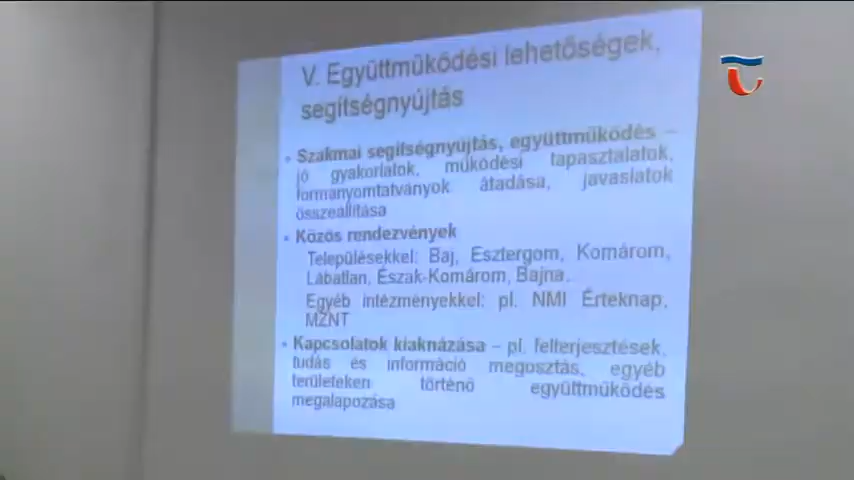 V. Együttműködési lehetőségek,
segítségnyújtás
• Szakmai segítségnyújtás, együttműködés –
jó gyakorlatok, működési tapasztalatok,
formanyomtatványok átadása, javaslatok
összeállítása
• Közös rendezvények
Településekkel: Baj, Esztergom, Komárom,
Lábatlan, Észak-Komárom, Bajna.
Egyéb intézményekkel: pl. NMI Érteknap,
MZNT
• Kapcsolatok kiaknázása – pl. felterjesztések,
tudás és információ megosztás, egyéb
területeken történő együttműködés
megalapozása